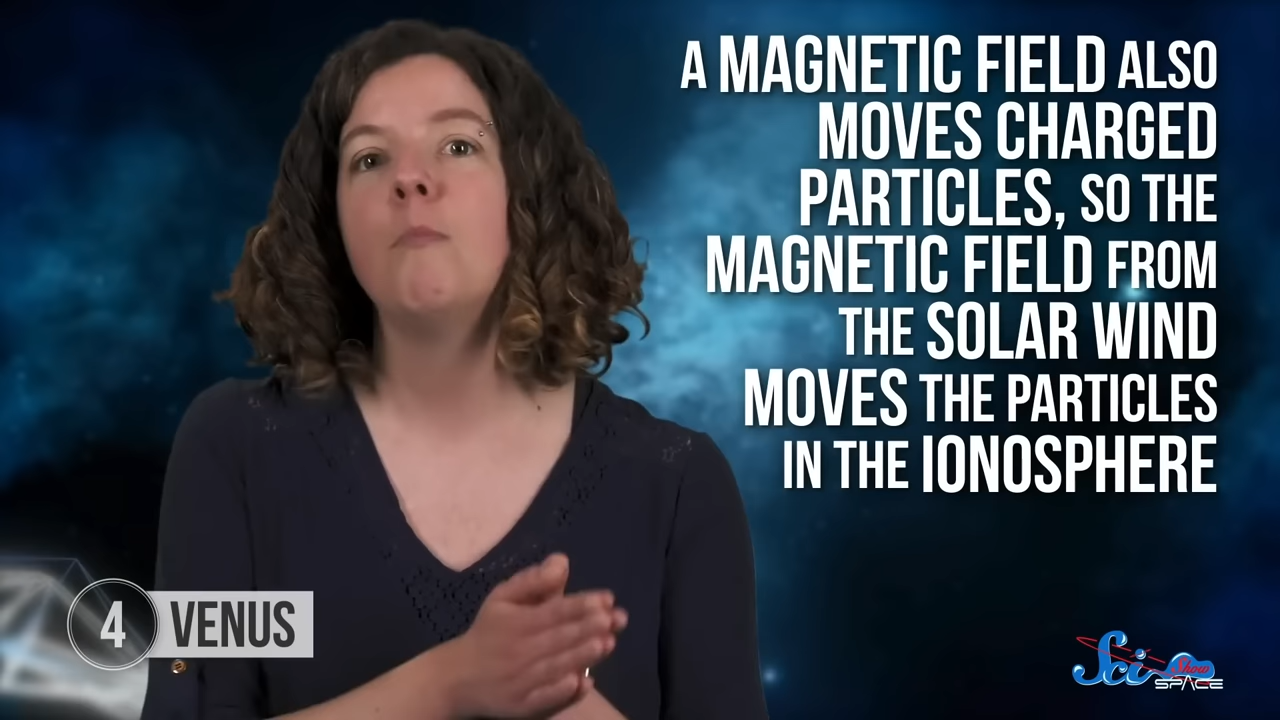 A MAGNETIC FIELD ALSO
MOVES CHARGED
PARTICLES, SO THE
MAGNETIC FIELD FROM
THE SOLAR WIND
MOVES THE PARTICLES
IN THE IONOSPHERE
4 VENUS
Sci Show
SPACE